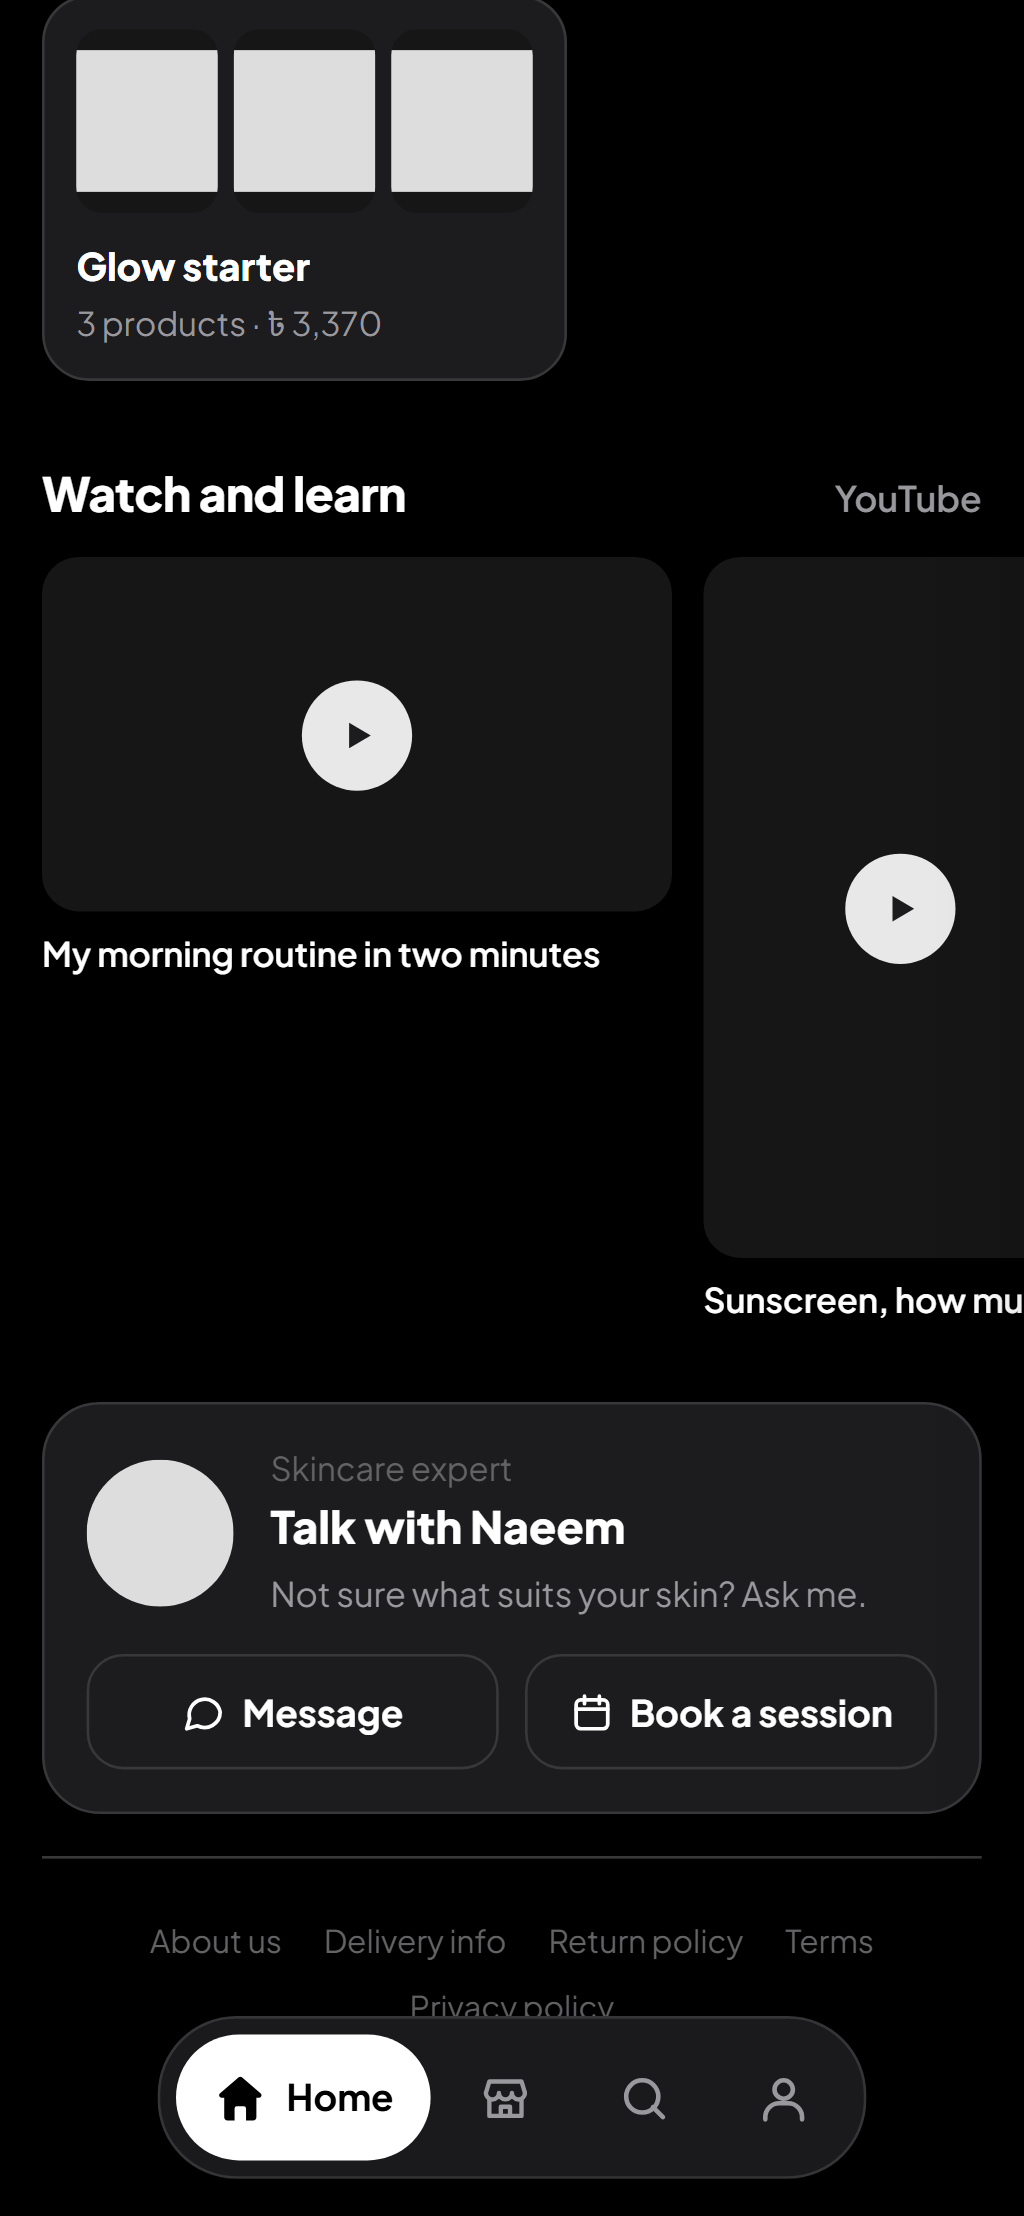 Glow starter
3 products · ৳ 3,370
Watch and learn
YouTube
My morning routine in two minutes
Sunscreen, how mu
Skincare expert
Talk with Naeem
Not sure what suits your skin? Ask me.
Message
Book a session
About us
Delivery info
Return policy
Terms
Privacy policy
Home